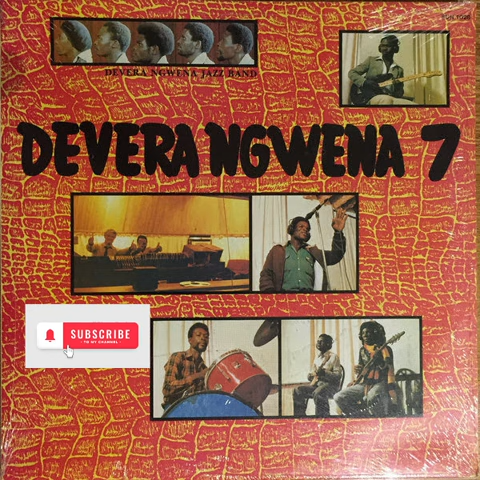 DEVERA NGWENA JAZZ BAND
DEVERA NGWENA 7
SUBSCRIBE
TO MY CHANNEL